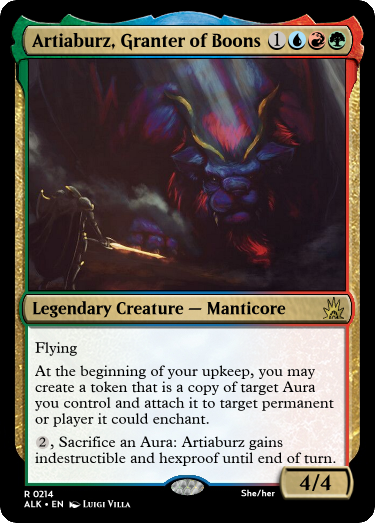 Artiaburz, Granter of Boons 1
Legendary Creature — Manticore
Flying
At the beginning of your upkeep, you may
create a token that is a copy of target Aura
you control and attach it to target permanent
or player it could enchant.
2, Sacrifice an Aura: Artiaburz gains
indestructible and hexproof until end of turn.
4/4
R 0214 She/her
ALK • EN Luigi Villa